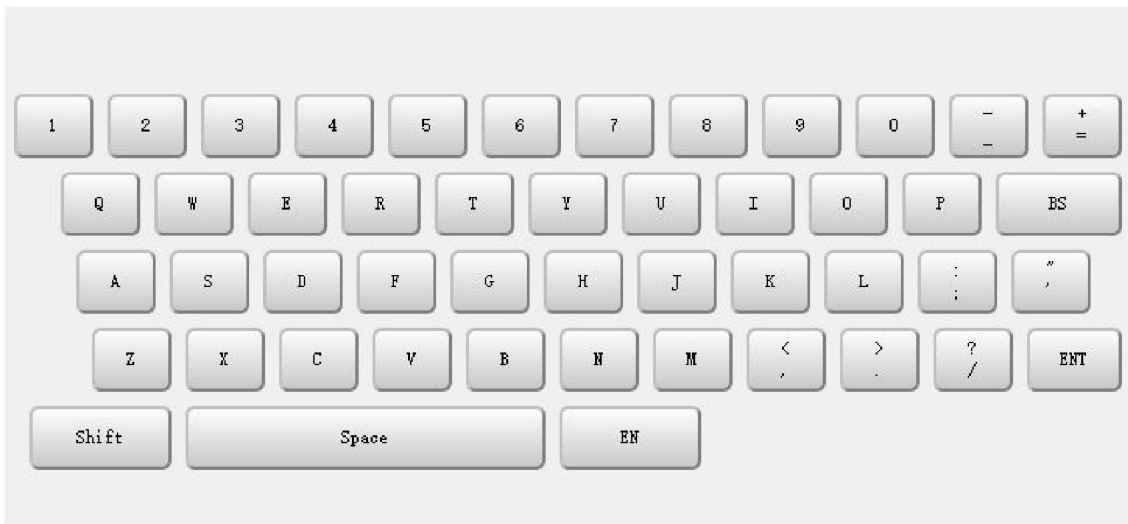 1 2 3 4 5 6 7 8 9 0 - _ + =
Q W E R T Y U I O P BS
A S D F G H J K L : ; " ,
Z X C V B N M < , > . ? / ENT
Shift Space EN